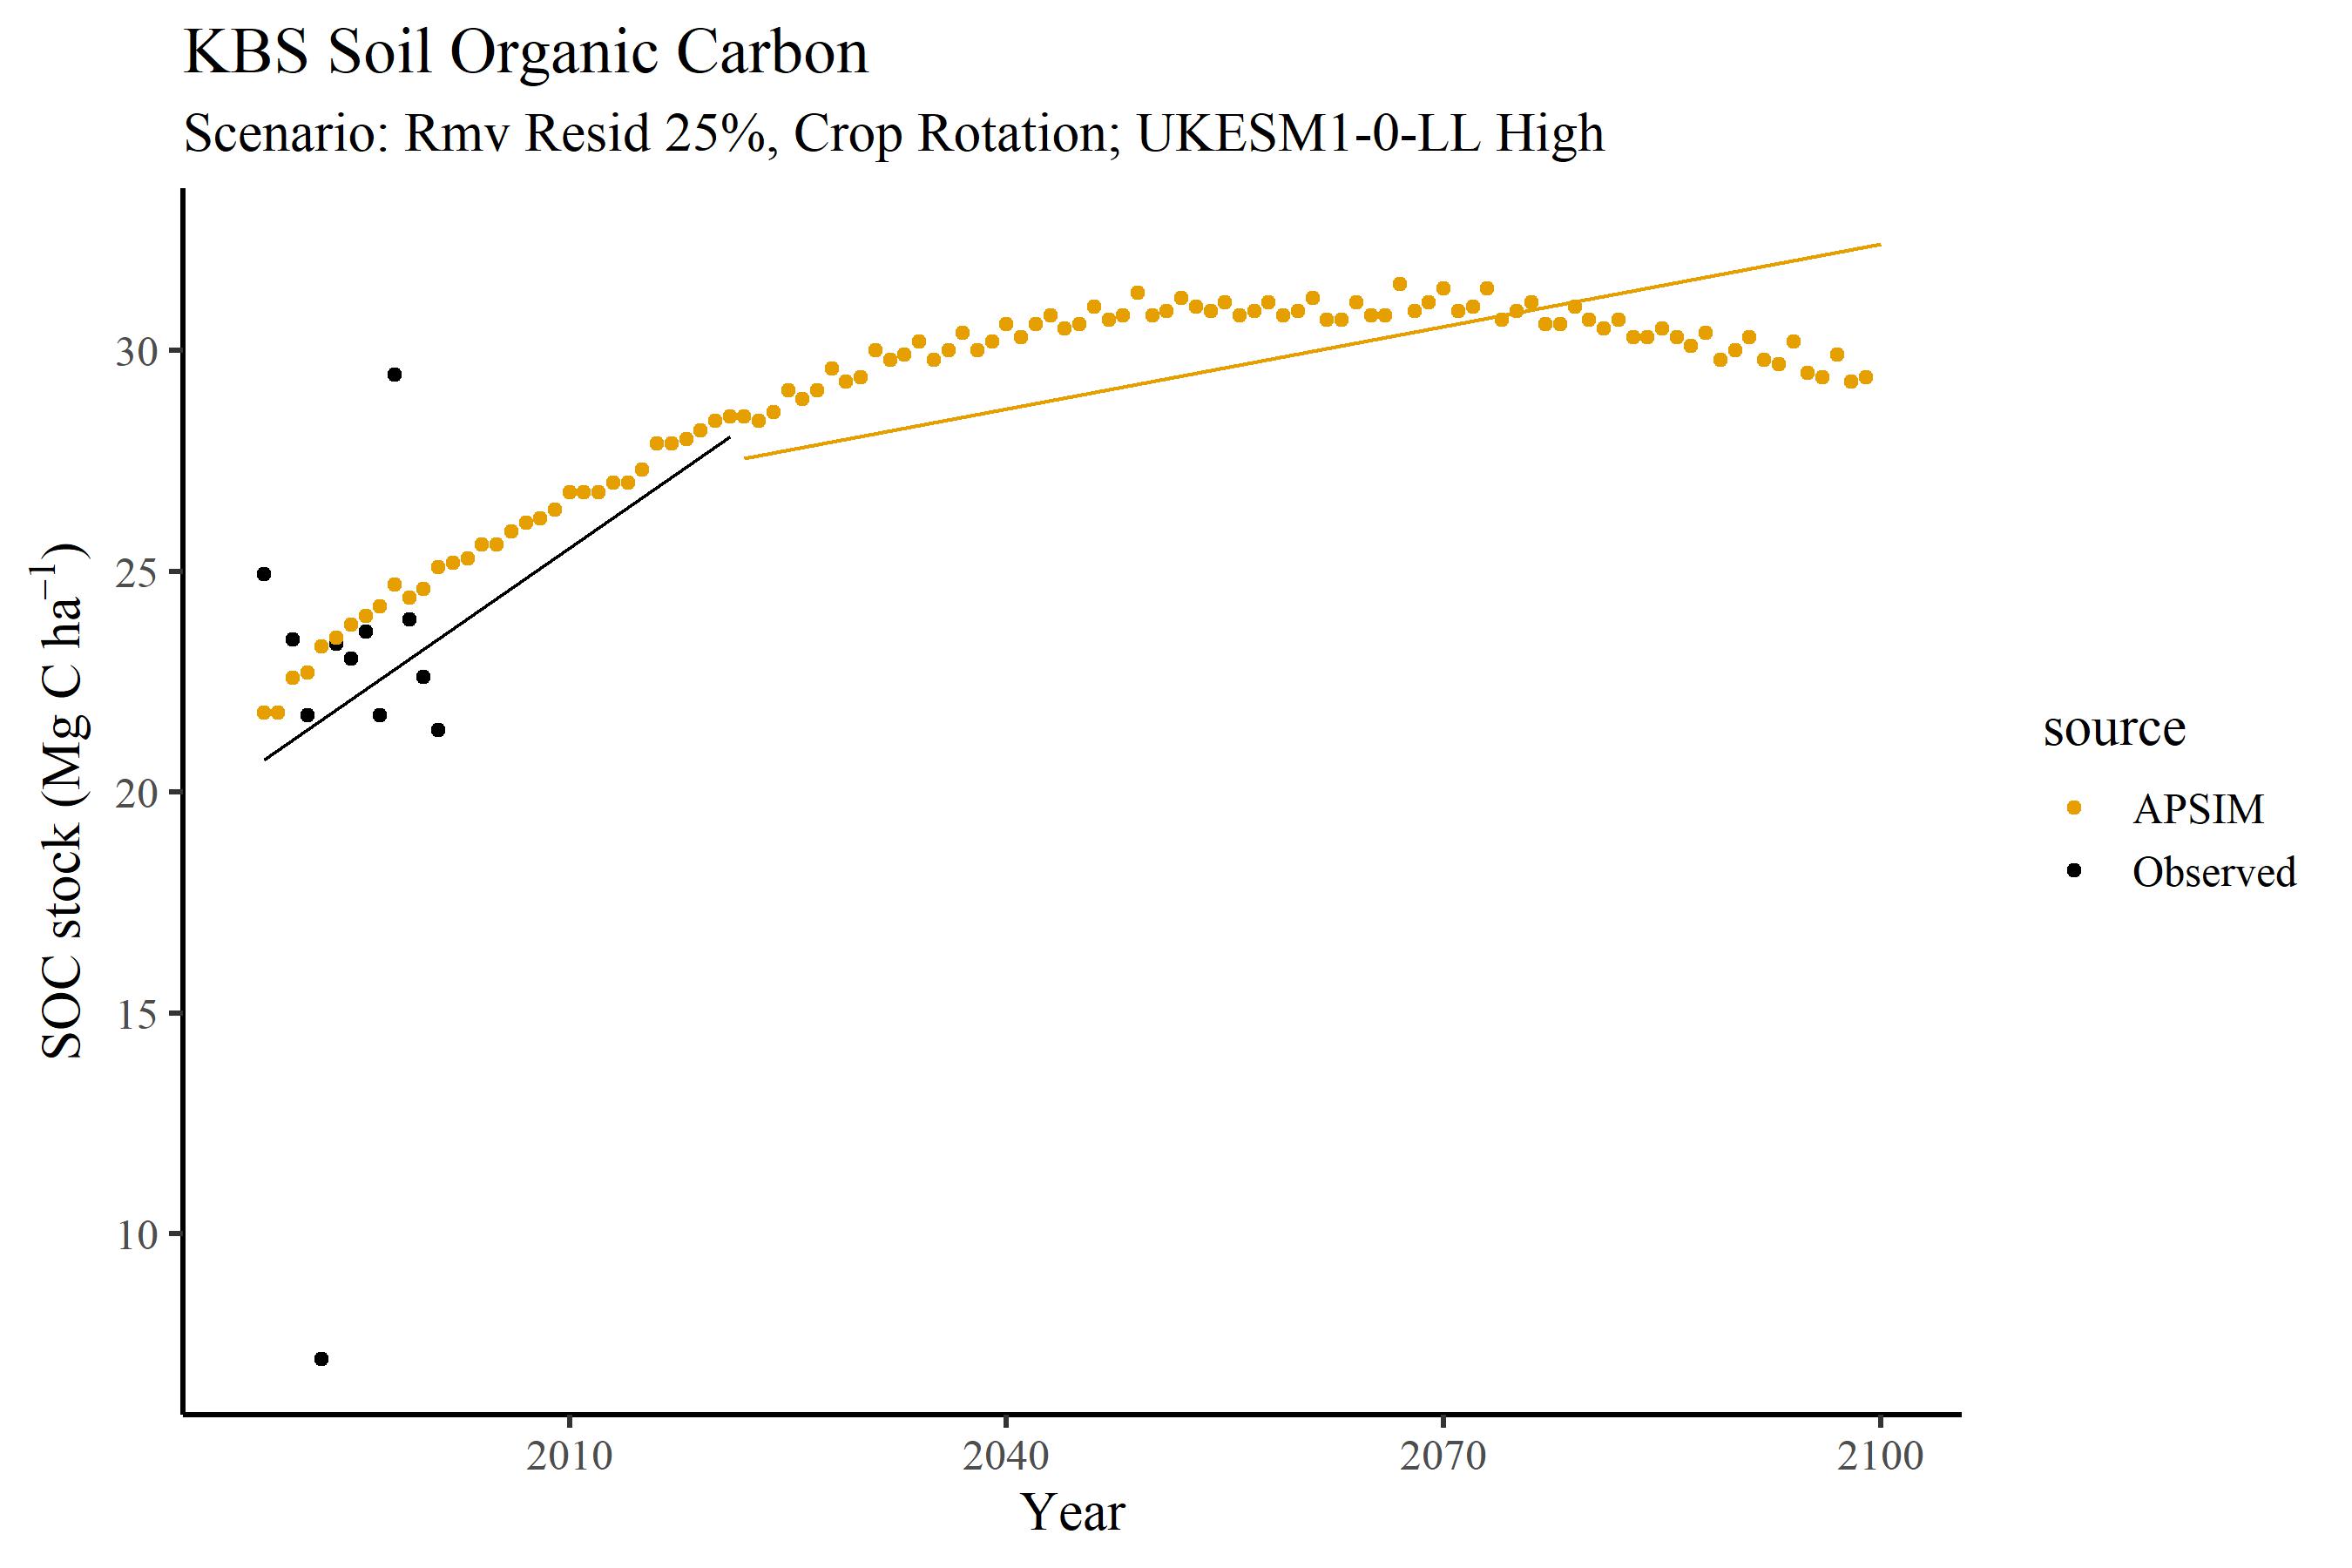 KBS Soil Organic Carbon
Scenario: Rmv Resid 25%, Crop Rotation; UKESM1-0-LL High
SOC stock (Mg C ha⁻¹)
30
25
20
15
10
2010
2040
2070
2100
Year
source
APSIM
Observed